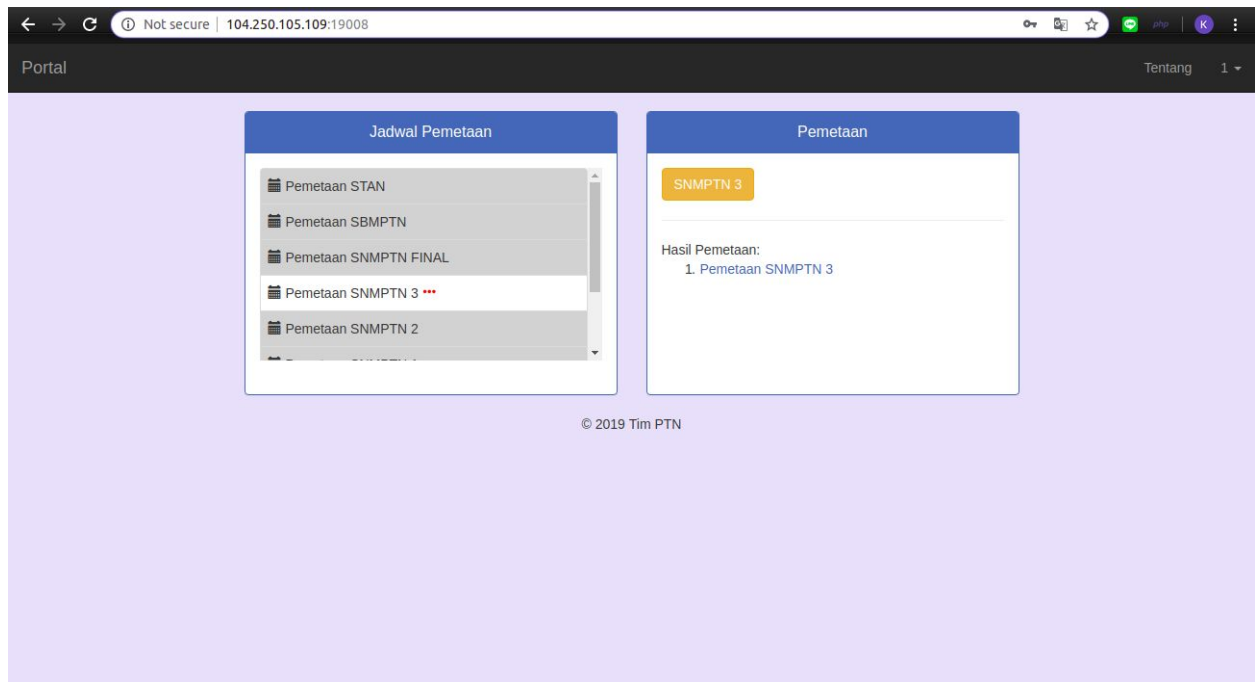 Not secure | 104.250.105.109:19008
php
K
Portal
Tentang
1
Jadwal Pemetaan
Pemetaan STAN
Pemetaan SBMPTN
Pemetaan SNMPTN FINAL
Pemetaan SNMPTN 3 •••
Pemetaan SNMPTN 2
Pemetaan
SNMPTN 3
Hasil Pemetaan:
1. Pemetaan SNMPTN 3
© 2019 Tim PTN